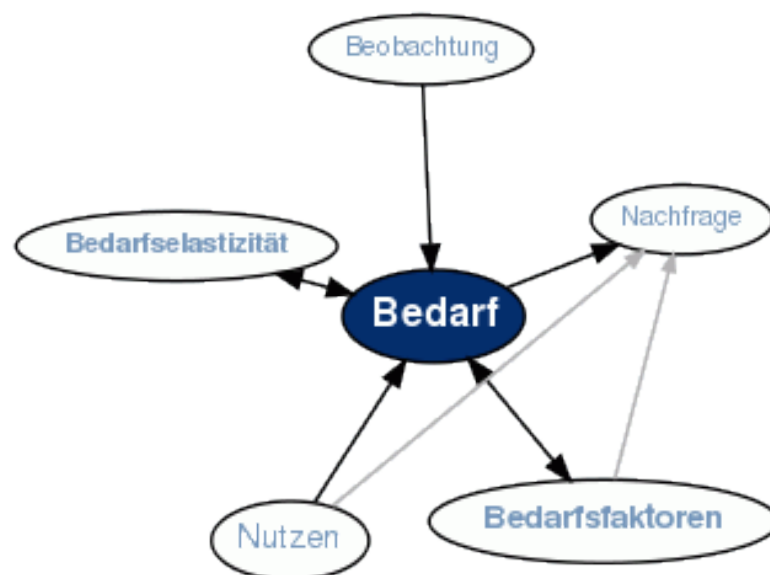 Beobachtung
Nachfrage
Bedarfselastizität
Bedarf
Bedarfsfaktoren
Nutzen